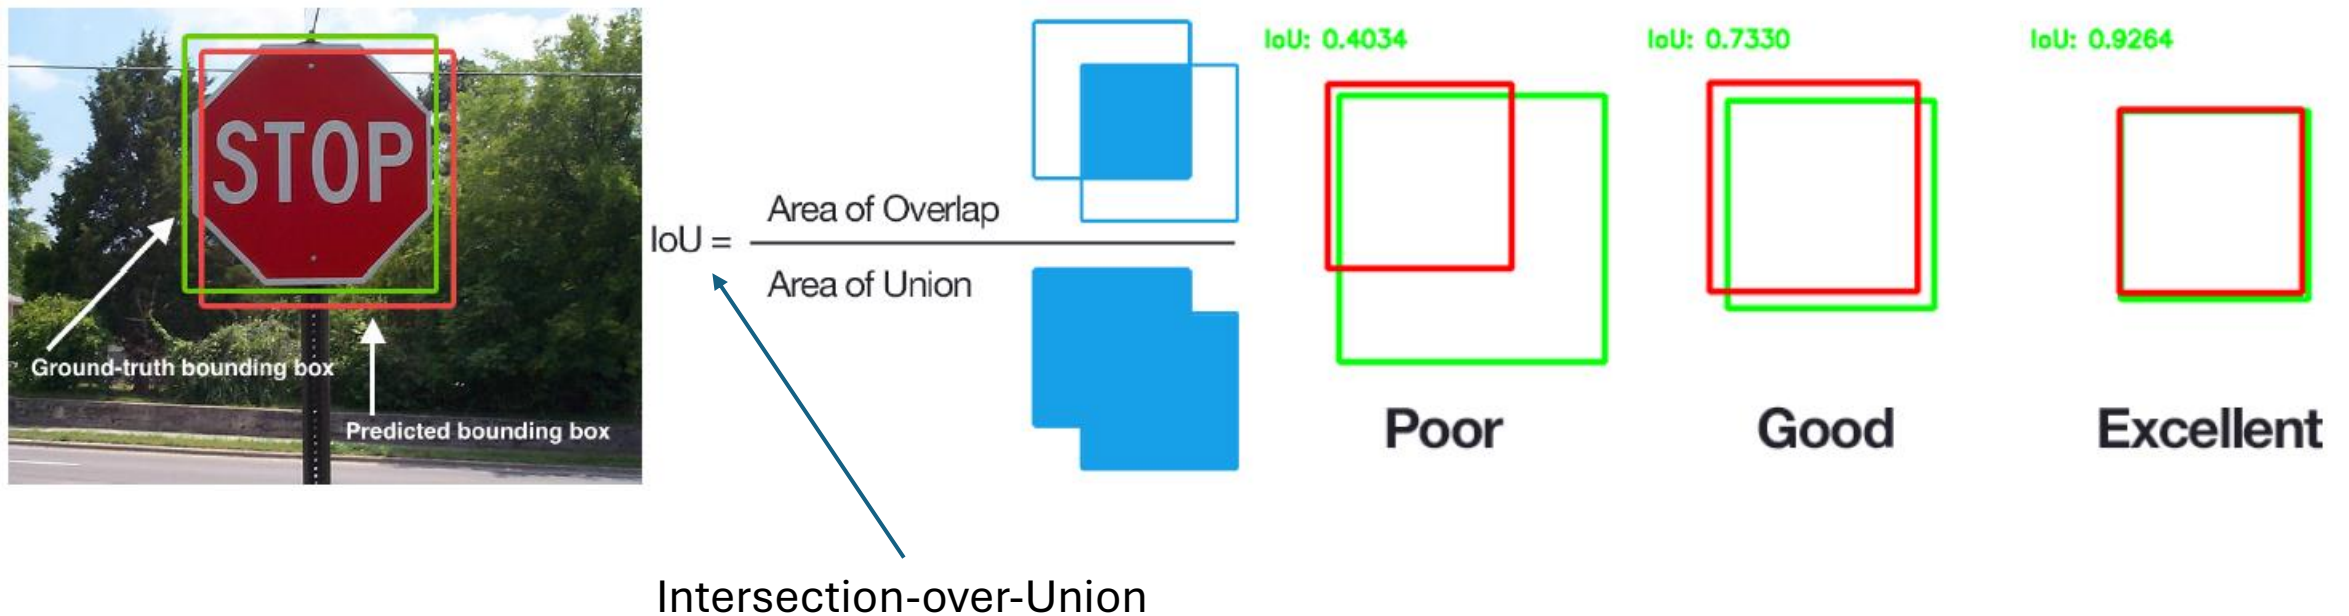 STOP
Ground-truth bounding box
Predicted bounding box
IoU =
Area of Overlap
Area of Union
Intersection-over-Union
IoU: 0.4034
Poor
IoU: 0.7330
Good
IoU: 0.9264
Excellent